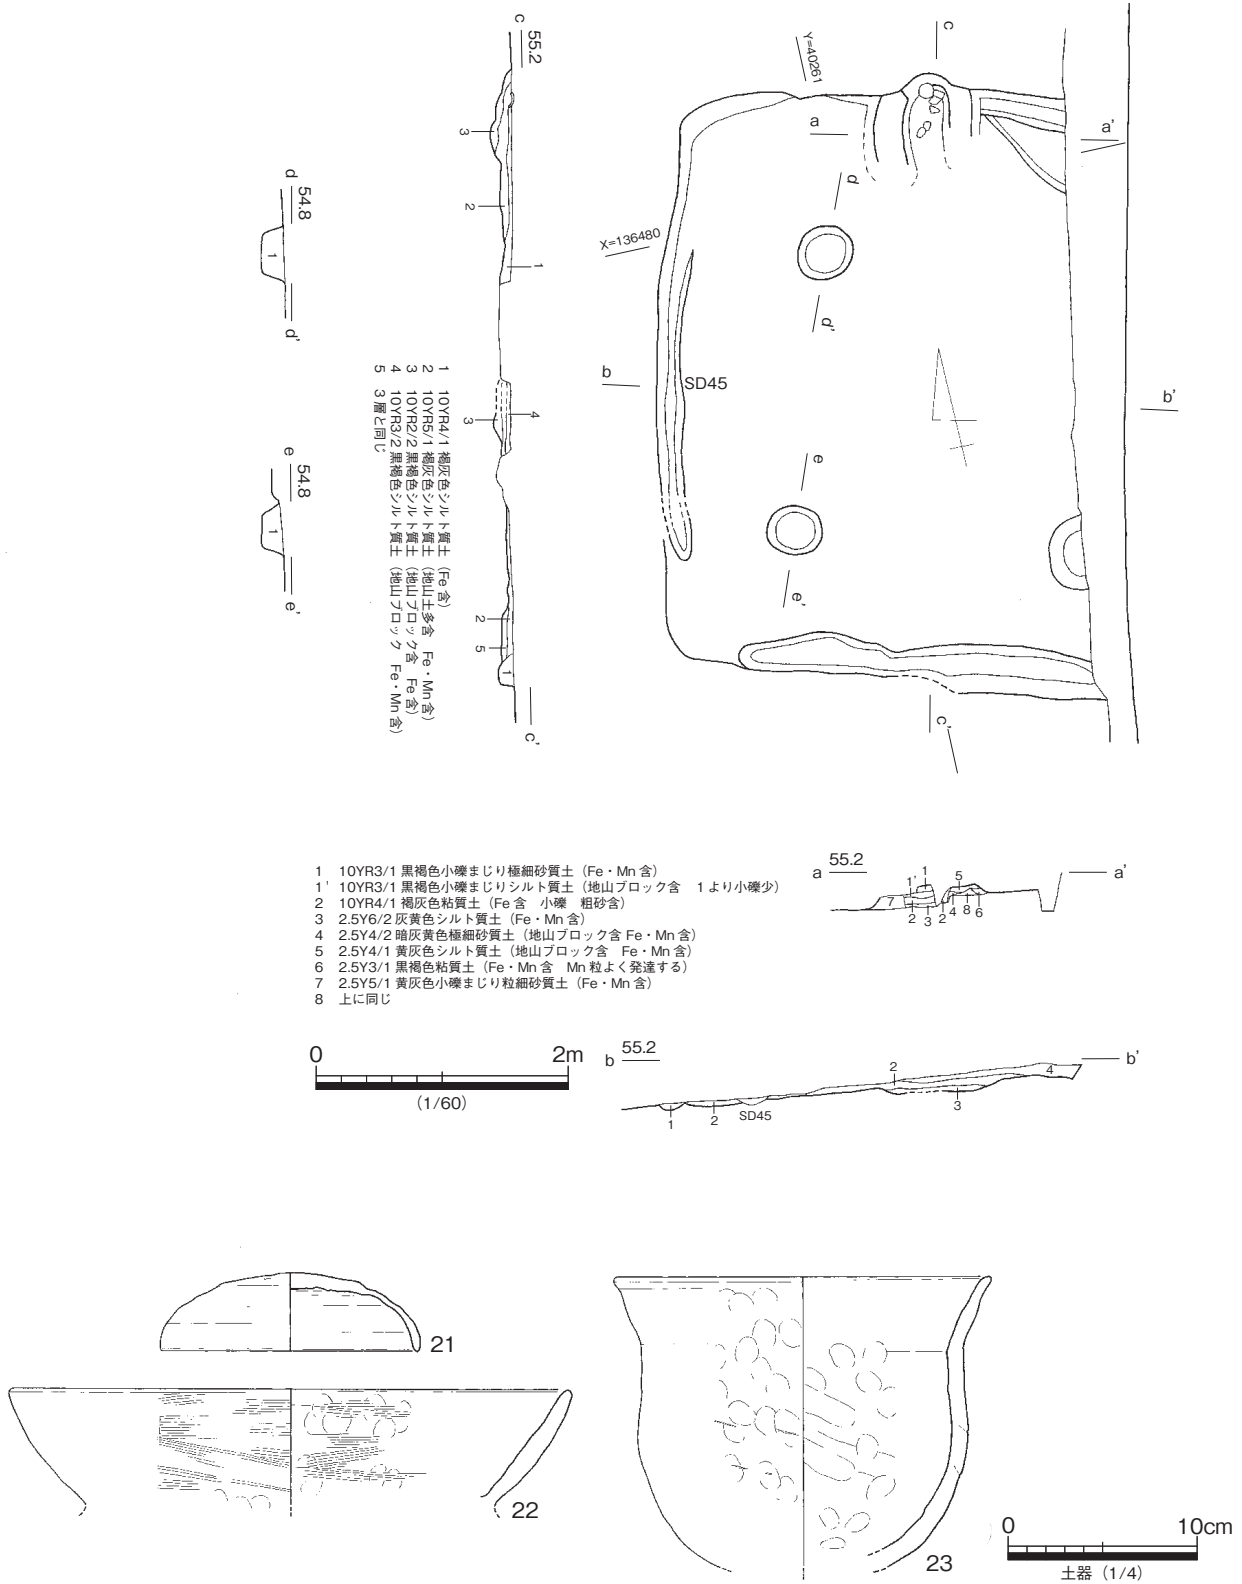 c 55.2
3
2
1
4
3
2
5
1
c'
d 54.8
1
d'
e 54.8
1
e'
1 10YR4/1 褐灰色シルト質土（Fe 含）
2 10YR5/1 褐灰色シルト質土（地山土多含 Fe・Mn 含）
3 10YR2/2 黒褐色シルト質土（地山ブロック含 Fe 含）
4 10YR3/2 黒褐色シルト質土（地山ブロック Fe・Mn 含）
5 3 層と同じ
c
Y=40261
a
a'
d
X=136480
d'
b
SD45
b'
e
e'
c'
1 10YR3/1 黒褐色小礫まじり極細砂質土（Fe・Mn 含）
1' 10YR3/1 黒褐色小礫まじりシルト質土（地山ブロック含 1 より小礫少）
2 10YR4/1 褐灰色粘質土（Fe 含 小礫 粗砂含）
3 2.5Y6/2 灰黄色シルト質土（Fe・Mn 含）
4 2.5Y4/2 暗灰黄色極細砂質土（地山ブロック含 Fe・Mn 含）
5 2.5Y4/1 黄灰色シルト質土（地山ブロック含 Fe・Mn 含）
6 2.5Y3/1 黒褐色粘質土（Fe・Mn 含 Mn 粒よく発達する）
7 2.5Y5/1 黄灰色小礫まじり粒細砂質土（Fe・Mn 含）
8 上に同じ
a 55.2
a'
1' 1 5
7
2 3 2 4 8 6
0 2m
(1/60)
b 55.2
b'
2
4
1 2 SD45 3
21
22
23
0 10cm
土器（1/4）